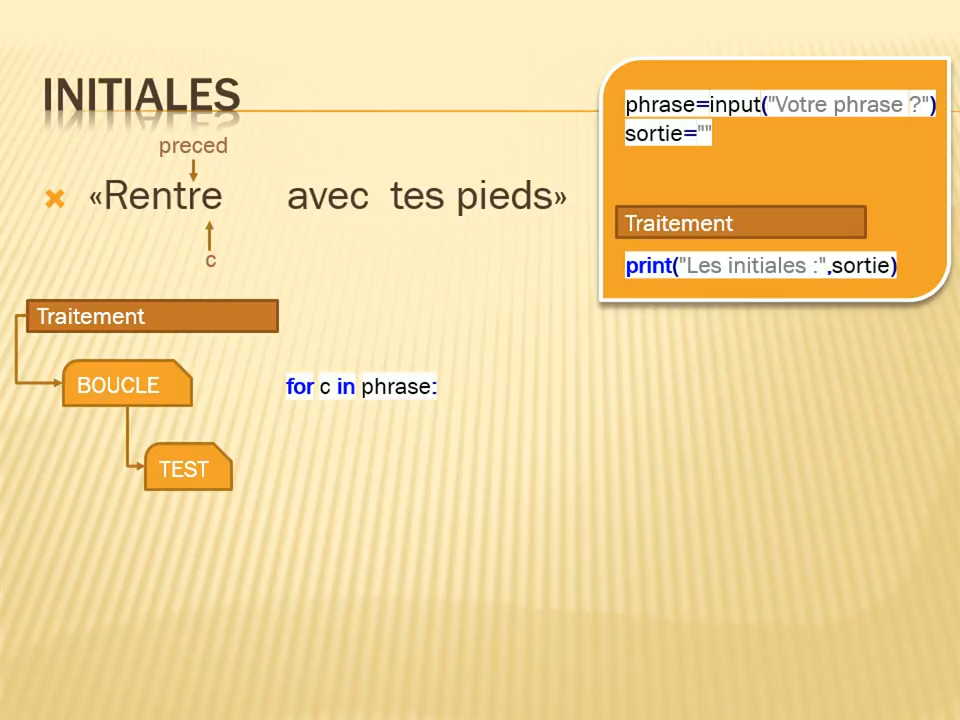 INITIALES
preced
«Rentre avec tes pieds»
c
phrase=input("Votre phrase ?")
sortie=""
Traitement
print("Les initiales :",sortie)
Traitement
BOUCLE
for c in phrase:
TEST